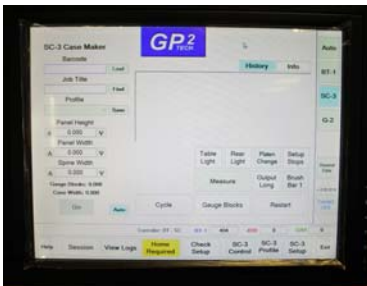 SC-3 Case Maker
GP2 TECH
Auto
Barcode
Load
History
Info
BT-1
Job Title
Find
SC-3
Profile
Save
G-2
Panel Height
0.000
Panel Width
0.000
Spine Width
0.000
Table Light
Rear Light
Platen Change
Setup Stops
Gauge Blocks: 0.000
Case Width: 0.000
Measure
Output Long
Brush Bar 1
Auto
Cycle
Gauge Blocks
Restart
Help
Session
View Logs
Home Required
Check Setup
SC-3 Control
SC-3 Profile
SC-3 Setup
Exit